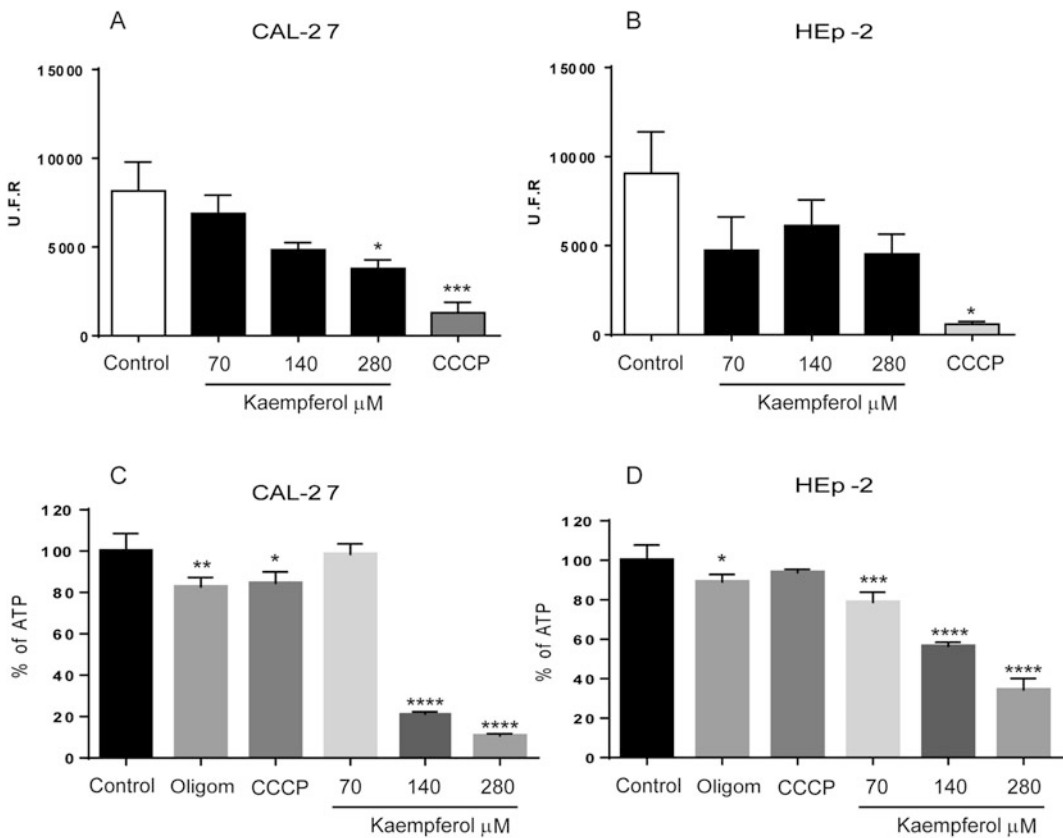 A
CAL-27
15000
10000
5000
0
U.F.R
*
***
Control
70
140
280
CCCP
Kaempferol μM
B
HEp-2
15000
10000
5000
0
U.F.R
*
Control
70
140
280
CCCP
Kaempferol μM
C
CAL-27
120
100
80
60
40
20
0
% of ATP
**
*
****
****
Control
Oligom
CCCP
70
140
280
Kaempferol μM
D
HEp-2
120
100
80
60
40
20
0
% of ATP
*
***
****
****
Control
Oligom
CCCP
70
140
280
Kaempferol μM